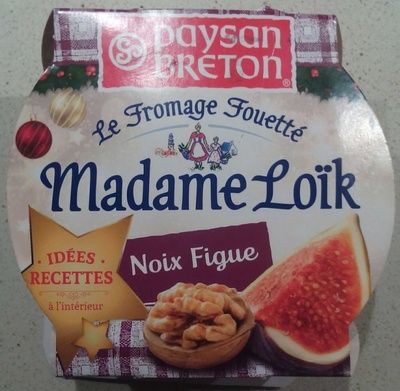 paysan
BRETON
Le Fromage Fouetté
Madame Loïk
IDÉES
RECETTES
à l'intérieur
Noix Figue